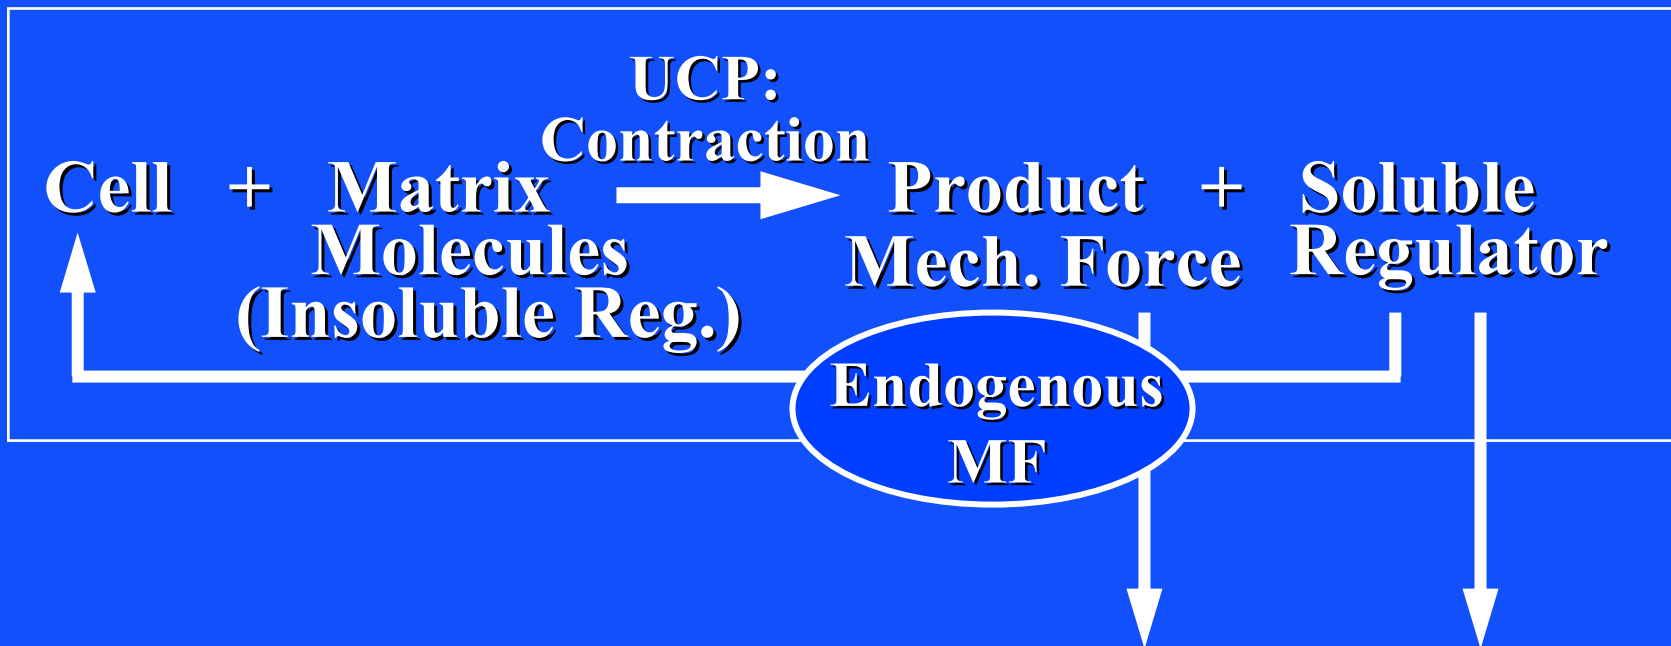 UCP:
Contraction
Cell + Matrix Product + Soluble
Molecules Mech. Force Regulator
(Insoluble Reg.)
Endogenous
MF